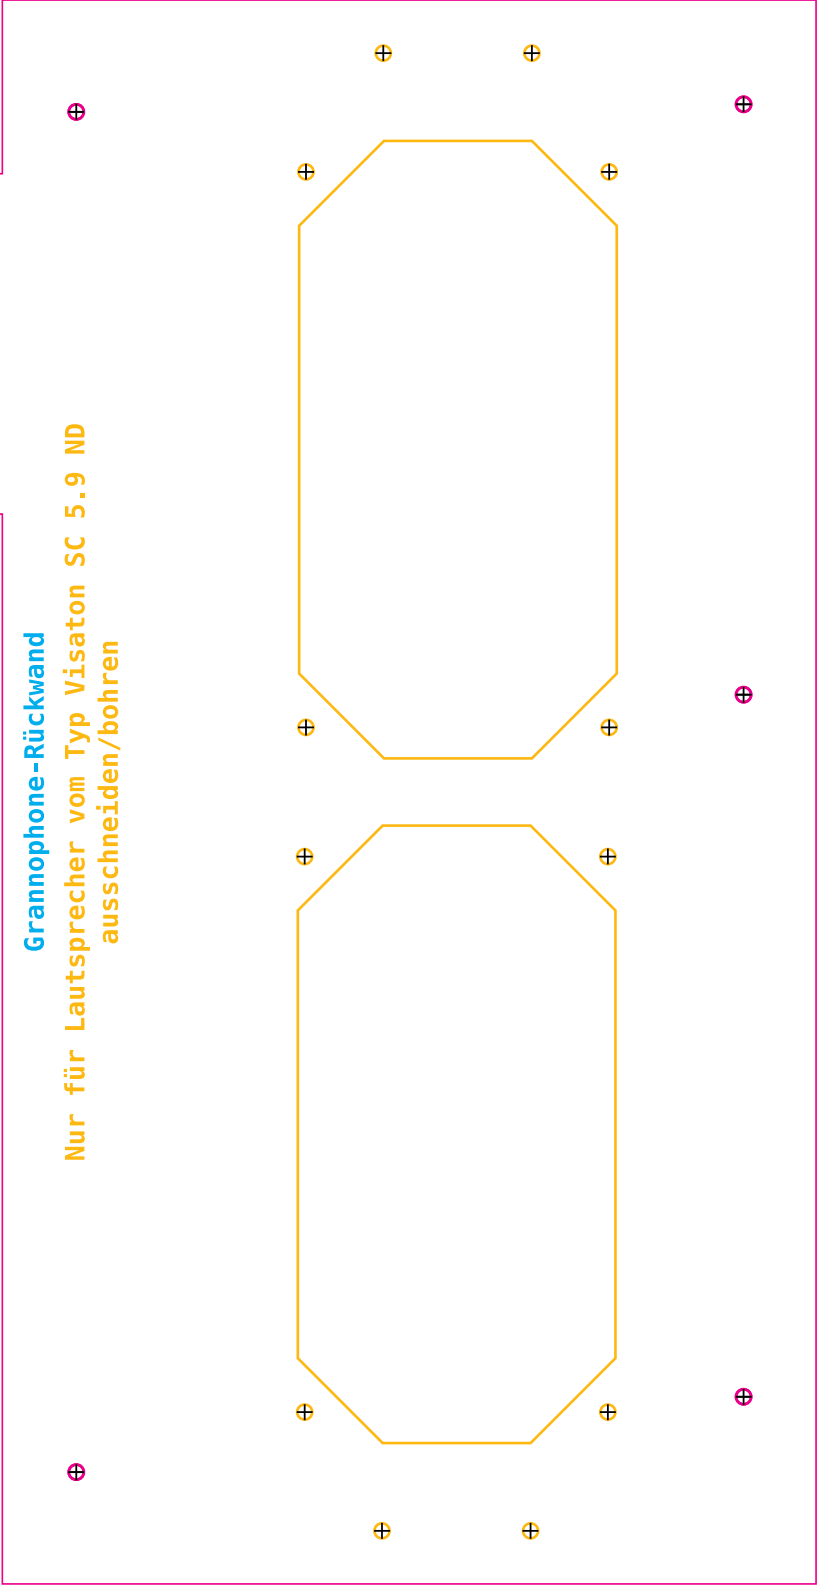 Grannophone-Rückwand
Nur für Lautsprecher vom Typ Visaton SC 5.9 ND
ausschneiden/bohren